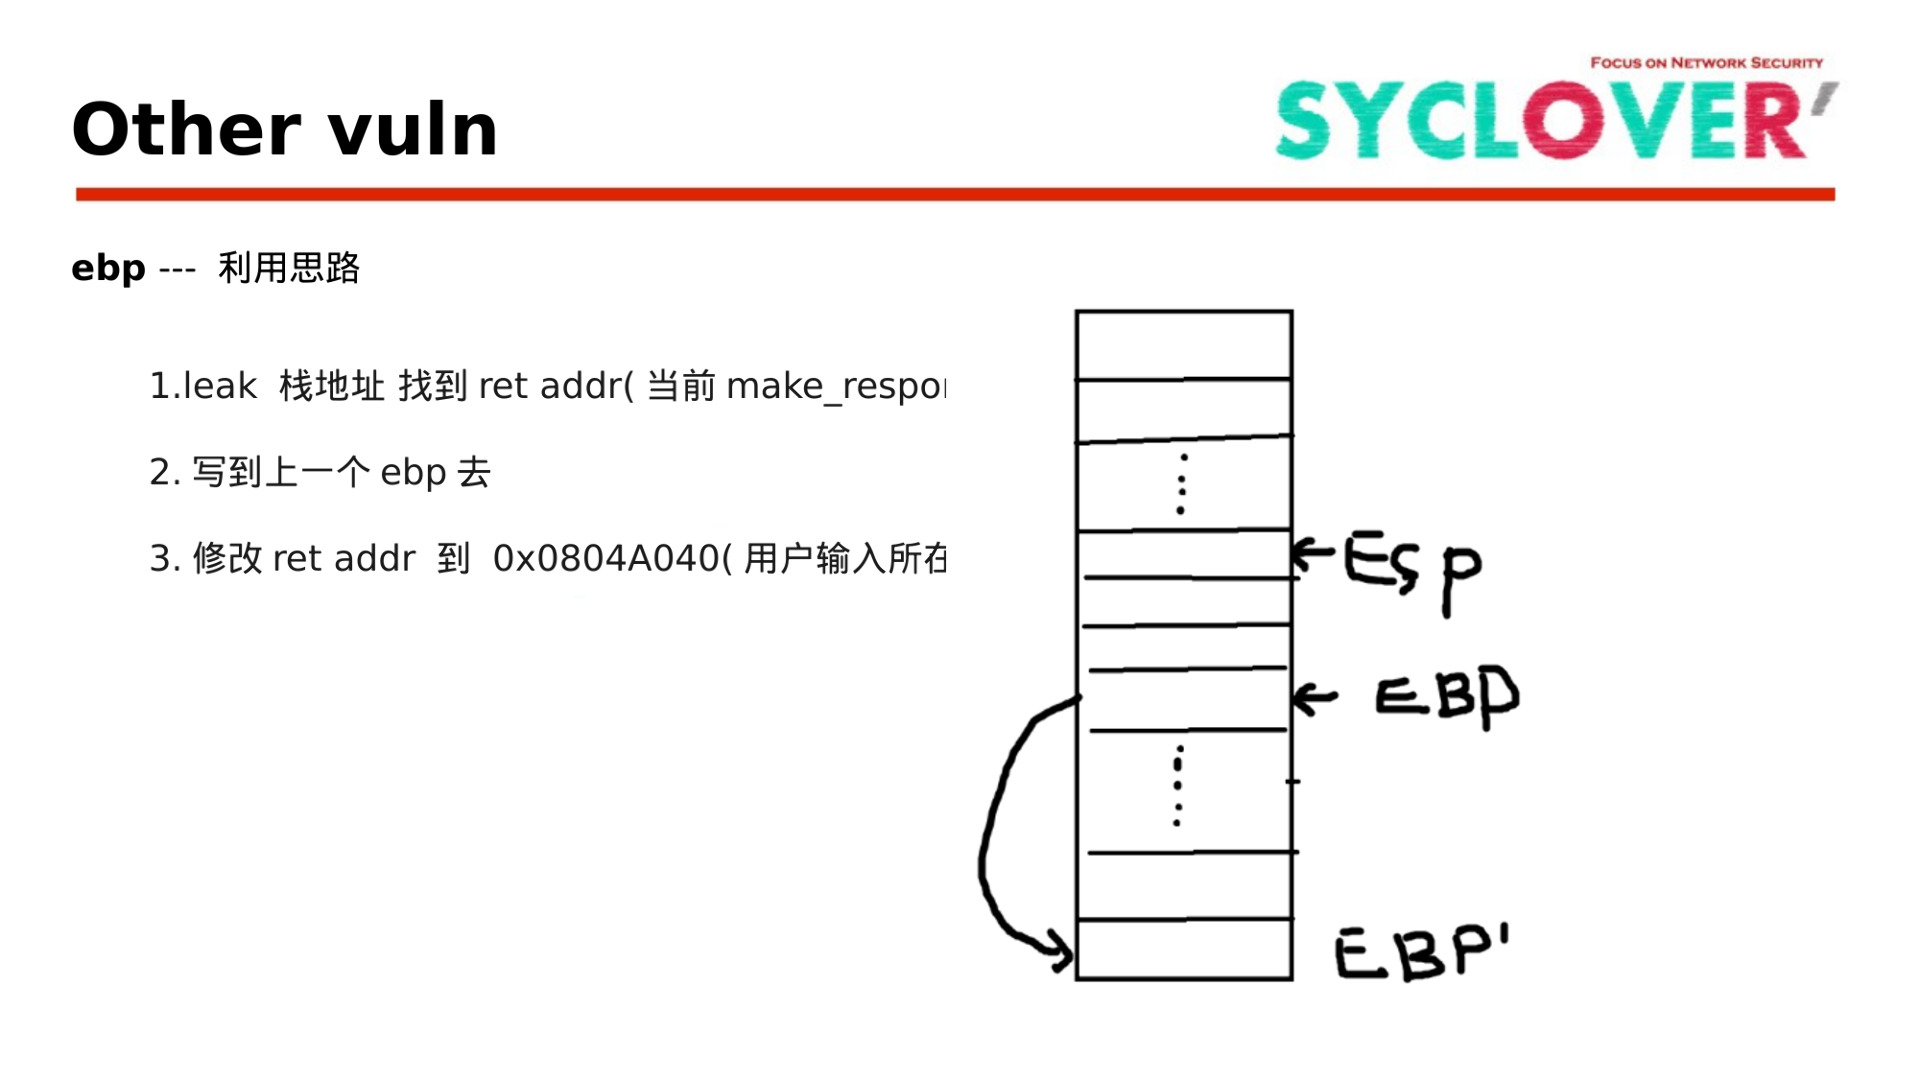 FOCUS ON NETWORK SECURITY
SYCLOVER'
Other vuln
ebp --- 利用思路
1.leak 栈地址 找到 ret addr( 当前 make_respo
2. 写到上一个 ebp 去
3. 修改 ret addr 到 0x0804A040( 用户输入所在
ESP
EBP
EBP'